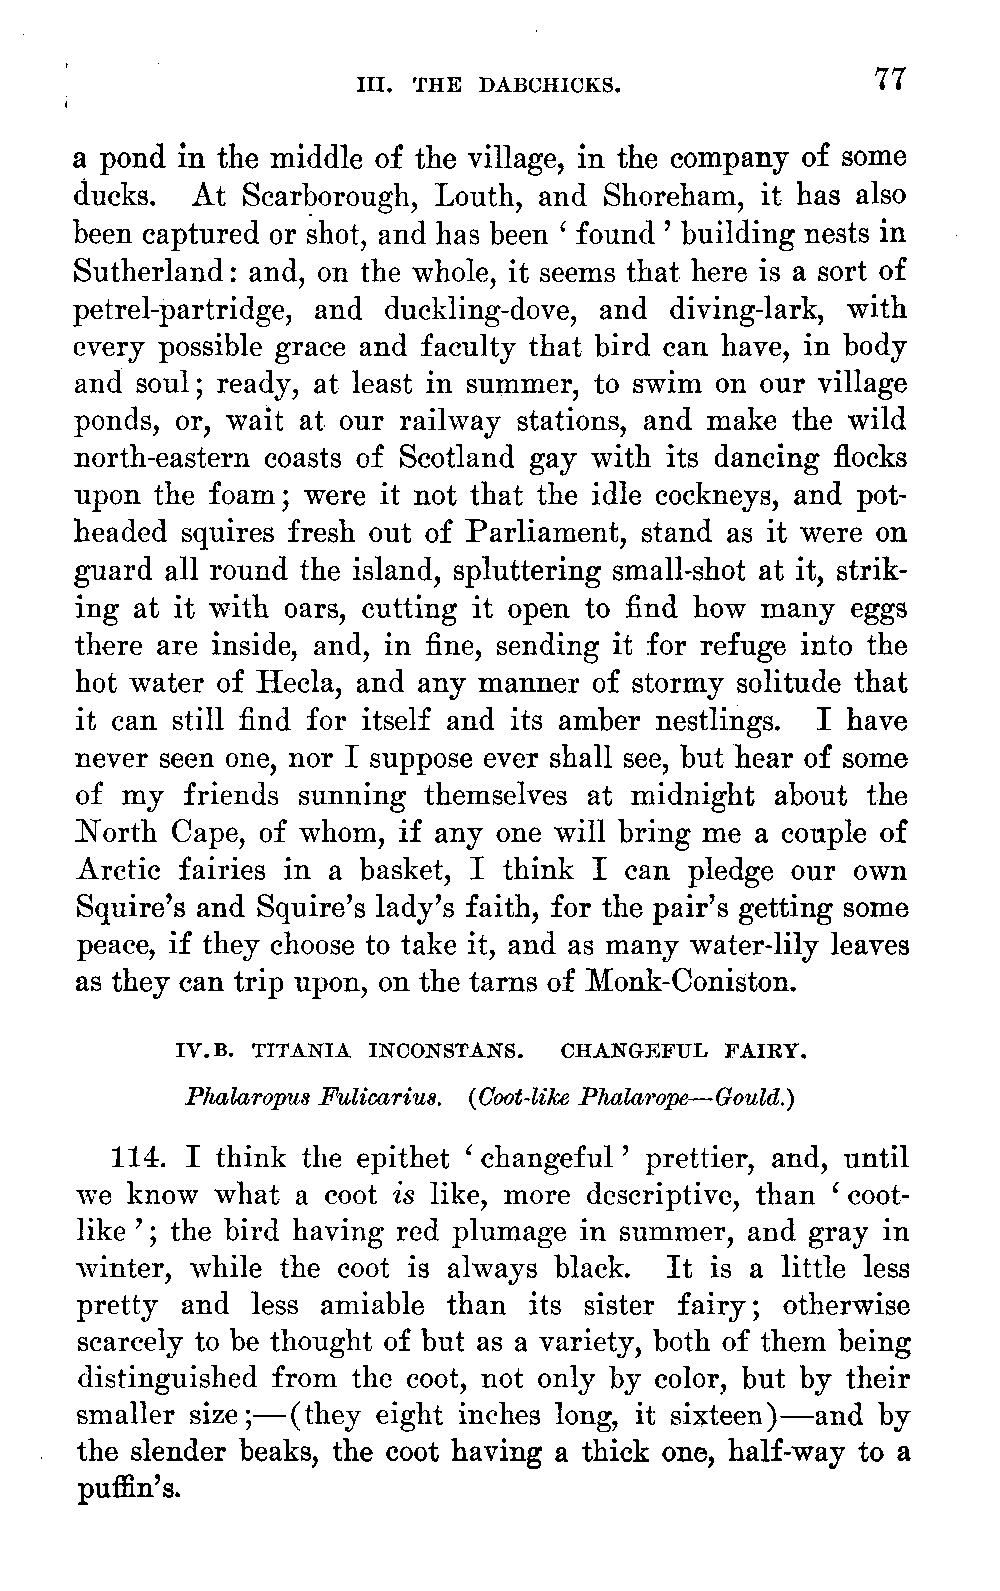 III. THE DABCHICKS. 77
a pond in the middle of the village, in the company of some
ducks. At Scarborough, Louth, and Shoreham, it has also
been captured or shot, and has been ‘ found ’ building nests in
Sutherland: and, on the whole, it seems that here is a sort of
petrel-partridge, and duckling-dove, and diving-lark, with
every possible grace and faculty that bird can have, in body
and soul; ready, at least in summer, to swim on our village
ponds, or, wait at our railway stations, and make the wild
north-eastern coasts of Scotland gay with its dancing flocks
upon the foam; were it not that the idle cockneys, and pot-
headed squires fresh out of Parliament, stand as it were on
guard all round the island, spluttering small-shot at it, strik-
ing at it with oars, cutting it open to find how many eggs
there are inside, and, in fine, sending it for refuge into the
hot water of Hecla, and any manner of stormy solitude that
it can still find for itself and its amber nestlings. I have
never seen one, nor I suppose ever shall see, but hear of some
of my friends sunning themselves at midnight about the
North Cape, of whom, if any one will bring me a couple of
Arctic fairies in a basket, I think I can pledge our own
Squire’s and Squire’s lady’s faith, for the pair’s getting some
peace, if they choose to take it, and as many water-lily leaves
as they can trip upon, on the tarns of Monk-Coniston.
IV.B. TITANIA INCONSTANS. CHANGEFUL FAIRY.
Phalaropus Fulicarius. (Coot-like Phalarope—Gould.)
114. I think the epithet ‘ changeful ’ prettier, and, until
we know what a coot is like, more descriptive, than ‘ coot-
like ’; the bird having red plumage in summer, and gray in
winter, while the coot is always black. It is a little less
pretty and less amiable than its sister fairy; otherwise
scarcely to be thought of but as a variety, both of them being
distinguished from the coot, not only by color, but by their
smaller size;—(they eight inches long, it sixteen)—and by
the slender beaks, the coot having a thick one, half-way to a
puffin’s.